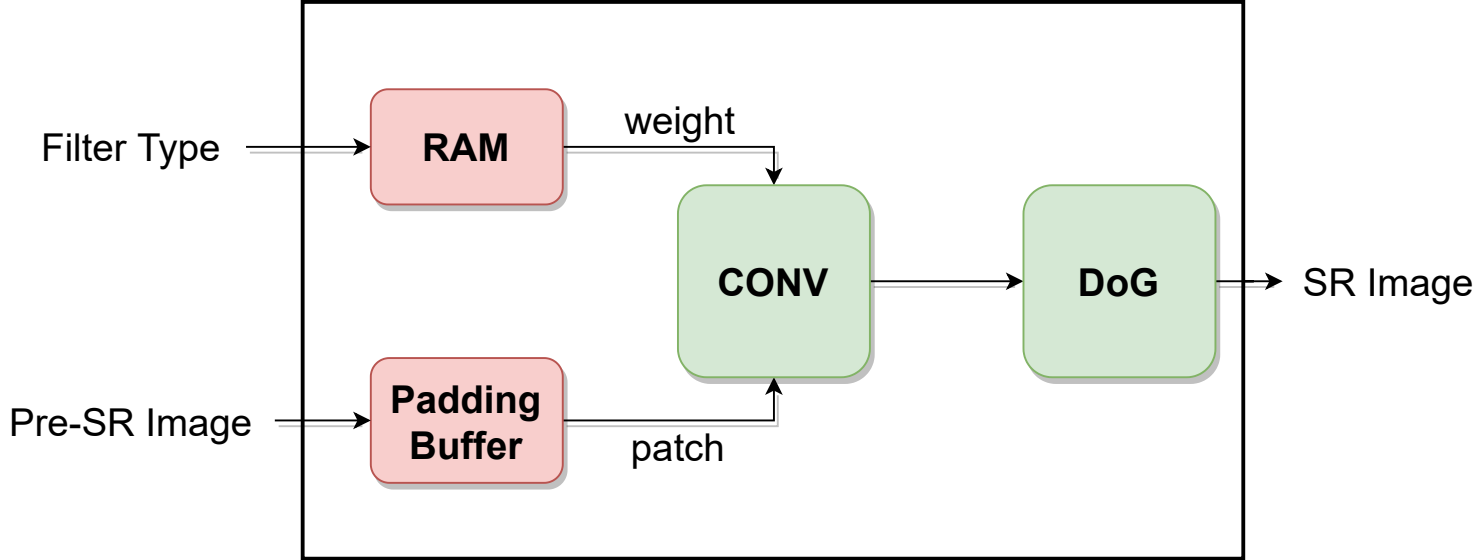 weight
Filter Type
RAM
CONV
DoG
SR Image
Padding
Buffer
Pre-SR Image
patch